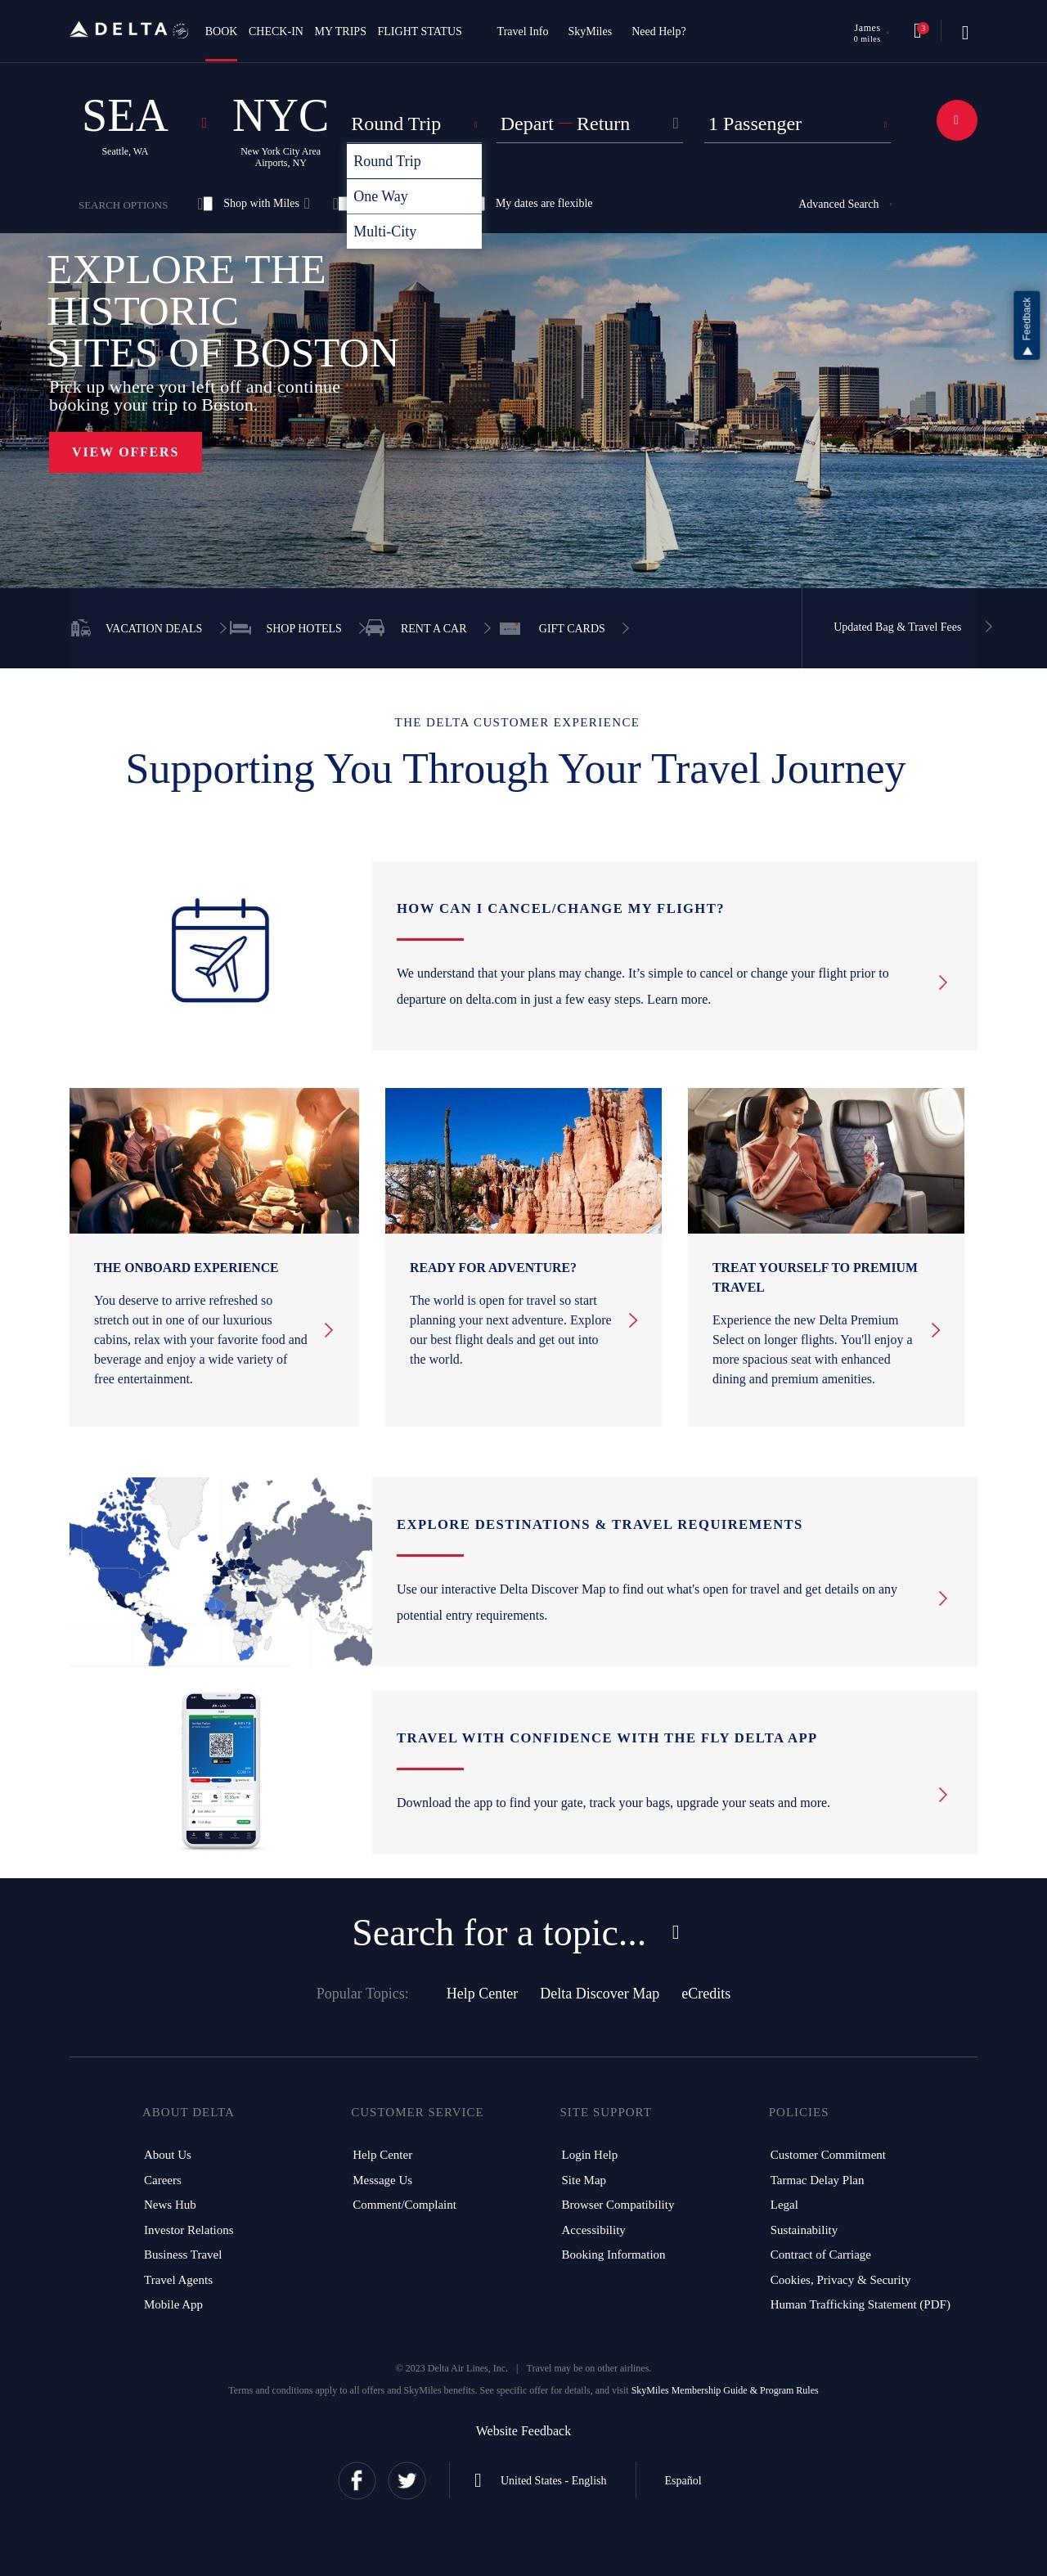 DELTA
BOOK
CHECK-IN
MY TRIPS
FLIGHT STATUS
Travel Info
SkyMiles
Need Help?
James
0 miles
3
SEA
Seattle, WA
NYC
New York City Area
Airports, NY
Round Trip
Depart — Return
1 Passenger
Round Trip
One Way
Multi-City
SEARCH OPTIONS
Shop with Miles
My dates are flexible
Advanced Search
EXPLORE THE
HISTORIC
SITES OF BOSTON
Pick up where you left off and continue
booking your trip to Boston.
VIEW OFFERS
Feedback
VACATION DEALS
SHOP HOTELS
RENT A CAR
GIFT CARDS
Updated Bag & Travel Fees
THE DELTA CUSTOMER EXPERIENCE
Supporting You Through Your Travel Journey
HOW CAN I CANCEL/CHANGE MY FLIGHT?
We understand that your plans may change. It’s simple to cancel or change your flight prior to
departure on delta.com in just a few easy steps. Learn more.
THE ONBOARD EXPERIENCE
You deserve to arrive refreshed so
stretch out in one of our luxurious
cabins, relax with your favorite food and
beverage and enjoy a wide variety of
free entertainment.
READY FOR ADVENTURE?
The world is open for travel so start
planning your next adventure. Explore
our best flight deals and get out into
the world.
TREAT YOURSELF TO PREMIUM
TRAVEL
Experience the new Delta Premium
Select on longer flights. You'll enjoy a
more spacious seat with enhanced
dining and premium amenities.
EXPLORE DESTINATIONS & TRAVEL REQUIREMENTS
Use our interactive Delta Discover Map to find out what's open for travel and get details on any
potential entry requirements.
TRAVEL WITH CONFIDENCE WITH THE FLY DELTA APP
Download the app to find your gate, track your bags, upgrade your seats and more.
Search for a topic...
Popular Topics:
Help Center
Delta Discover Map
eCredits
ABOUT DELTA
About Us
Careers
News Hub
Investor Relations
Business Travel
Travel Agents
Mobile App
CUSTOMER SERVICE
Help Center
Message Us
Comment/Complaint
SITE SUPPORT
Login Help
Site Map
Browser Compatibility
Accessibility
Booking Information
POLICIES
Customer Commitment
Tarmac Delay Plan
Legal
Sustainability
Contract of Carriage
Cookies, Privacy & Security
Human Trafficking Statement (PDF)
© 2023 Delta Air Lines, Inc. | Travel may be on other airlines.
Terms and conditions apply to all offers and SkyMiles benefits. See specific offer for details, and visit SkyMiles Membership Guide & Program Rules
Website Feedback
United States - English
Español